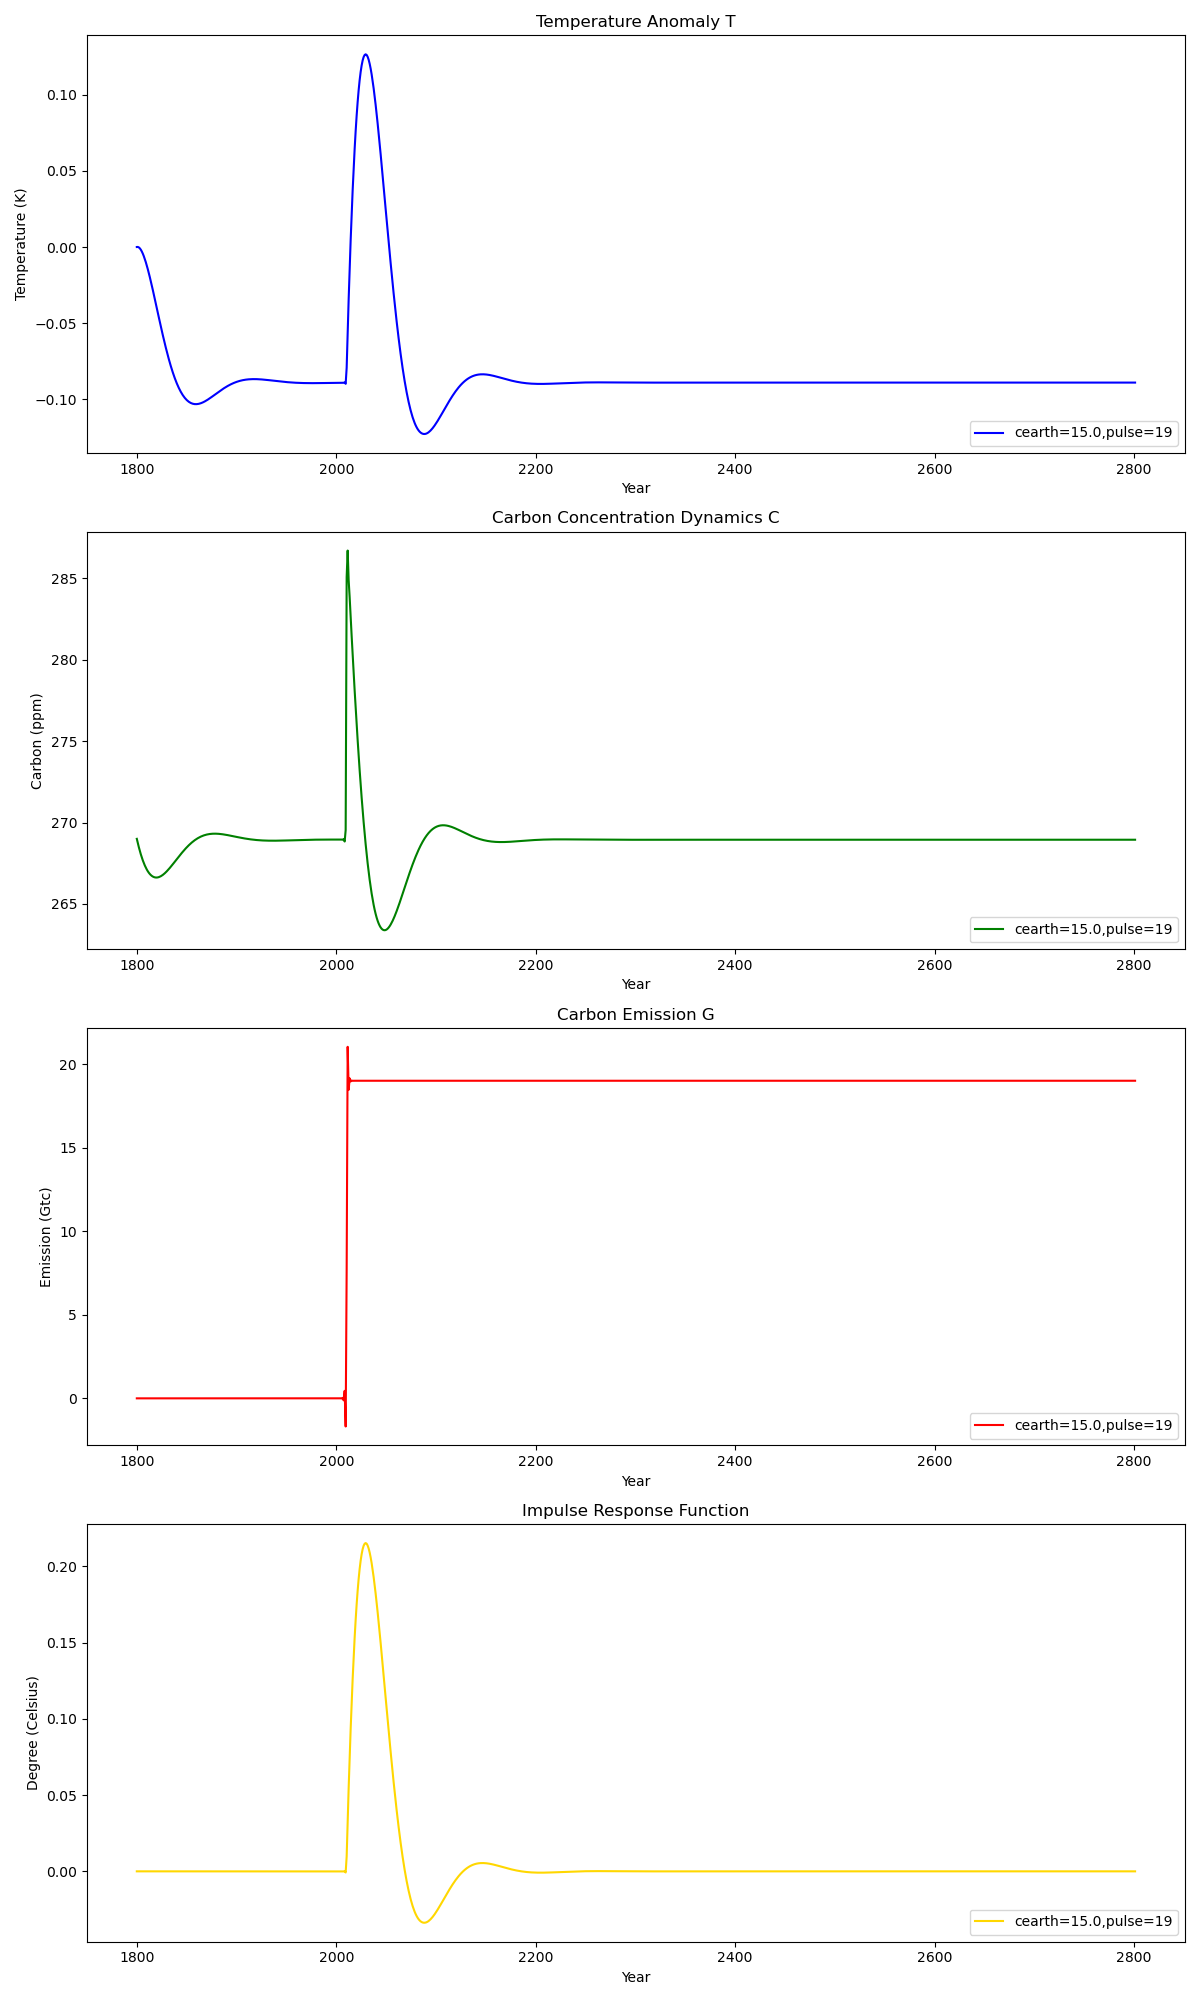 Temperature Anomaly T
0.10
0.05
0.00
−0.05
−0.10
Temperature (K)
cearth=15.0,pulse=19
1800 2000 2200 2400 2600 2800
Year
Carbon Concentration Dynamics C
285
280
275
270
265
Carbon (ppm)
cearth=15.0,pulse=19
1800 2000 2200 2400 2600 2800
Year
Carbon Emission G
20
15
10
5
0
Emission (Gtc)
cearth=15.0,pulse=19
1800 2000 2200 2400 2600 2800
Year
Impulse Response Function
0.20
0.15
0.10
0.05
0.00
Degree (Celsius)
cearth=15.0,pulse=19
1800 2000 2200 2400 2600 2800
Year